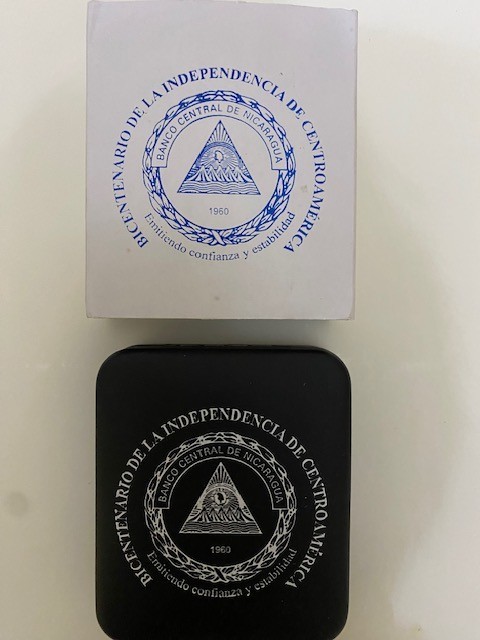 BICENTENARIO DE LA INDEPENDENCIA DE CENTROAMÉRICA
BANCO CENTRAL DE NICARAGUA
1960
Emitiendo confianza y estabilidad
BICENTENARIO DE LA INDEPENDENCIA DE CENTROAMÉRICA
BANCO CENTRAL DE NICARAGUA
1960
Emitiendo confianza y estabilidad